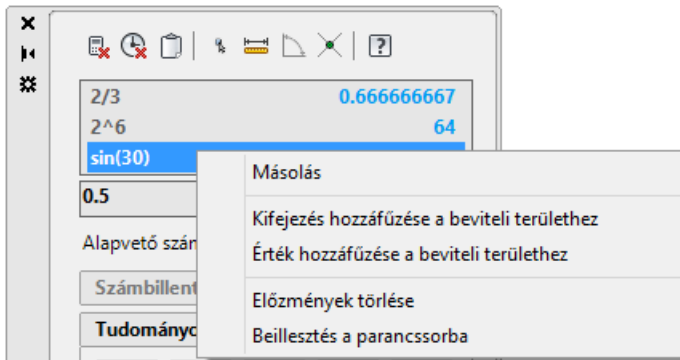 2/3 0.666666667
2^6 64
sin(30)
0.5
Alapvető szám
Számbillent
Tudományo
Másolás
Kifejezés hozzáfűzése a beviteli területhez
Érték hozzáfűzése a beviteli területhez
Előzmények törlése
Beillesztés a parancssorba